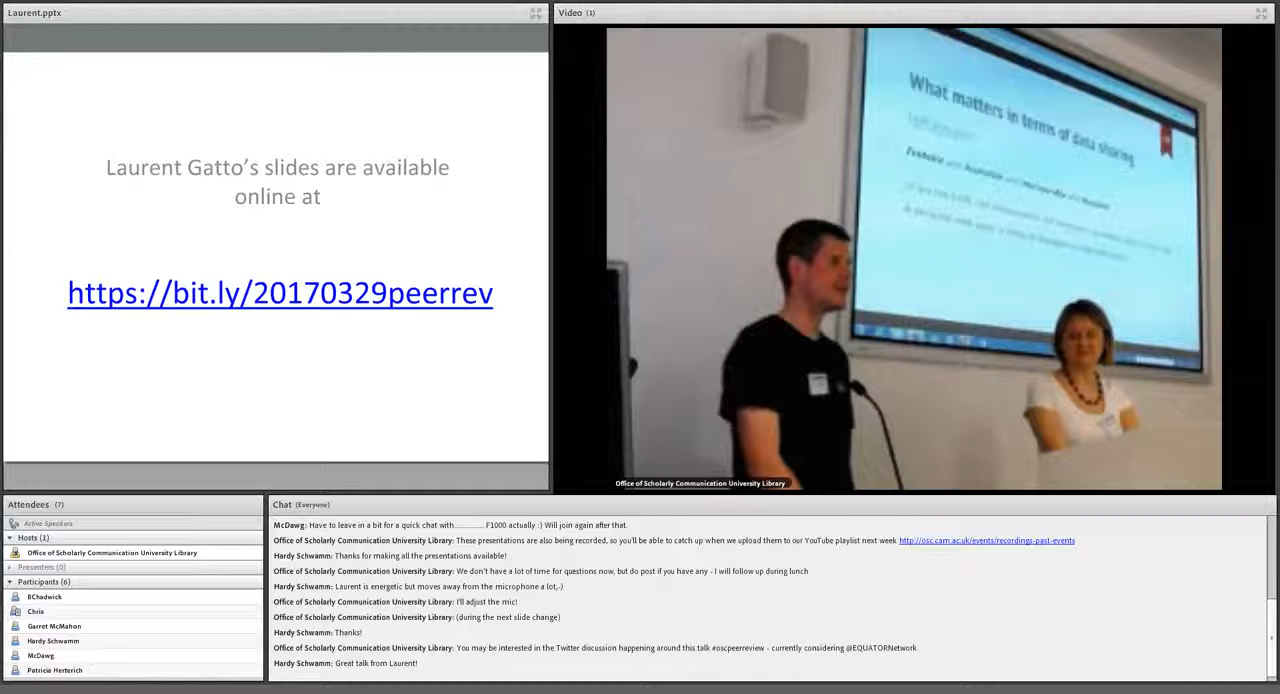 Laurent.pptx
Laurent Gatto's slides are available
online at
https://bit.ly/20170329peerrev
Video (1)
What matters in terms of data sharing
Office of Scholarly Communication University Library
Attendees (7)
Active Speakers
Hosts (1)
Office of Scholarly Communication University Library
Presenters (0)
Participants (6)
BChadwick
Chris
Garret McMahon
Hardy Schwamm
McDawg
Patricia Herterich
Chat (Everyone)
McDawg: Have to leave in a bit for a quick chat with............... F1000 actually :) Will join again after that.
Office of Scholarly Communication University Library: These presentations are also being recorded, so you'll be able to catch up when we upload them to our YouTube playlist next week http://osc.cam.ac.uk/events/recordings-past-events
Hardy Schwamm: Thanks for making all the presentations available!
Office of Scholarly Communication University Library: We don't have a lot of time for questions now, but do post if you have any - I will follow up during lunch
Hardy Schwamm: Laurent is energetic but moves away from the microphone a lot,-)
Office of Scholarly Communication University Library: I'll adjust the mic!
Office of Scholarly Communication University Library: (during the next slide change)
Hardy Schwamm: Thanks!
Office of Scholarly Communication University Library: You may be interested in the Twitter discussion happening around this talk #oscpeerreview - currently considering @EQUATORNetwork
Hardy Schwamm: Great talk from Laurent!